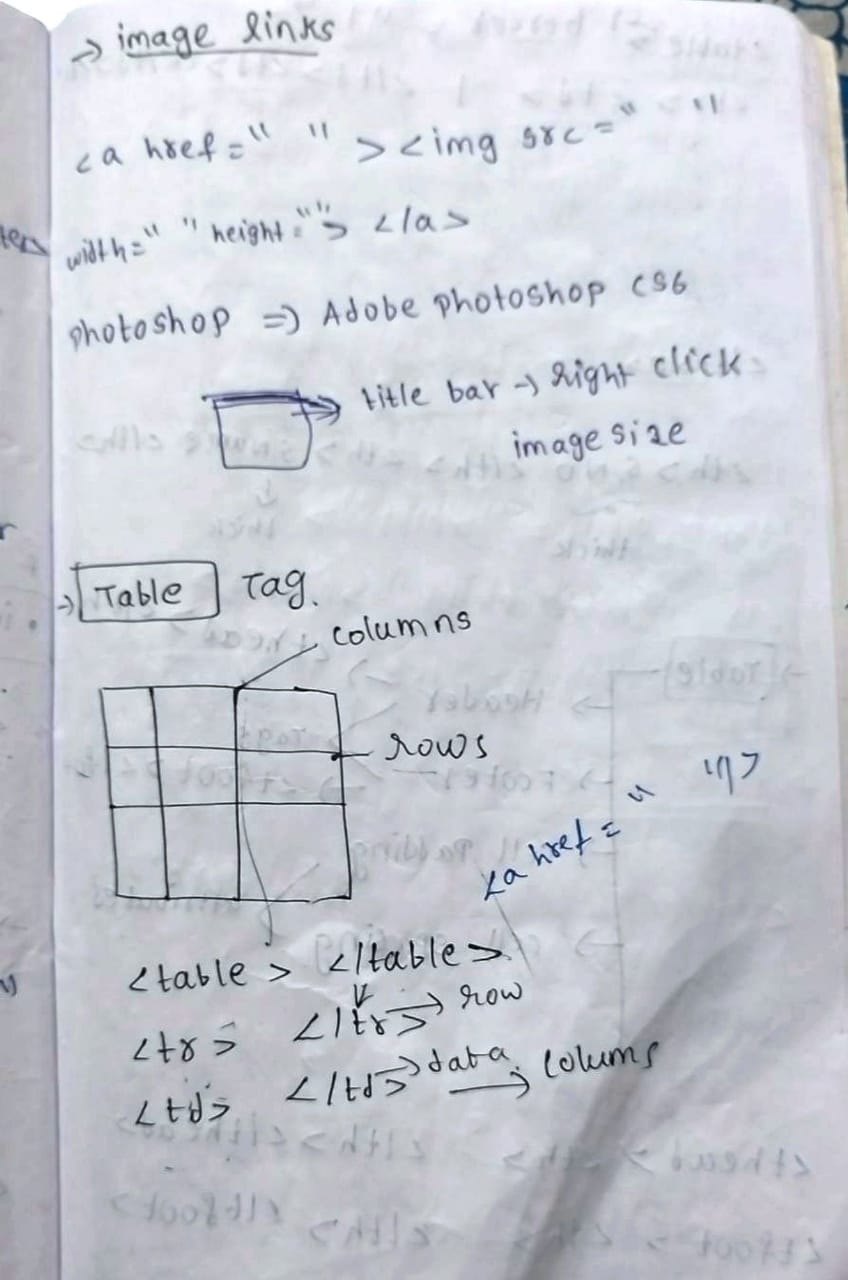 → image links
<a href=" " > <img src=" "
width=" " height=" "> </a>
photoshop => Adobe photoshop CS6
title bar → Right click
image size
→ Table Tag.
columns
rows
<a href = " ">
<table> </table>
<tr> </tr> → row
<td> </td> → data → colums